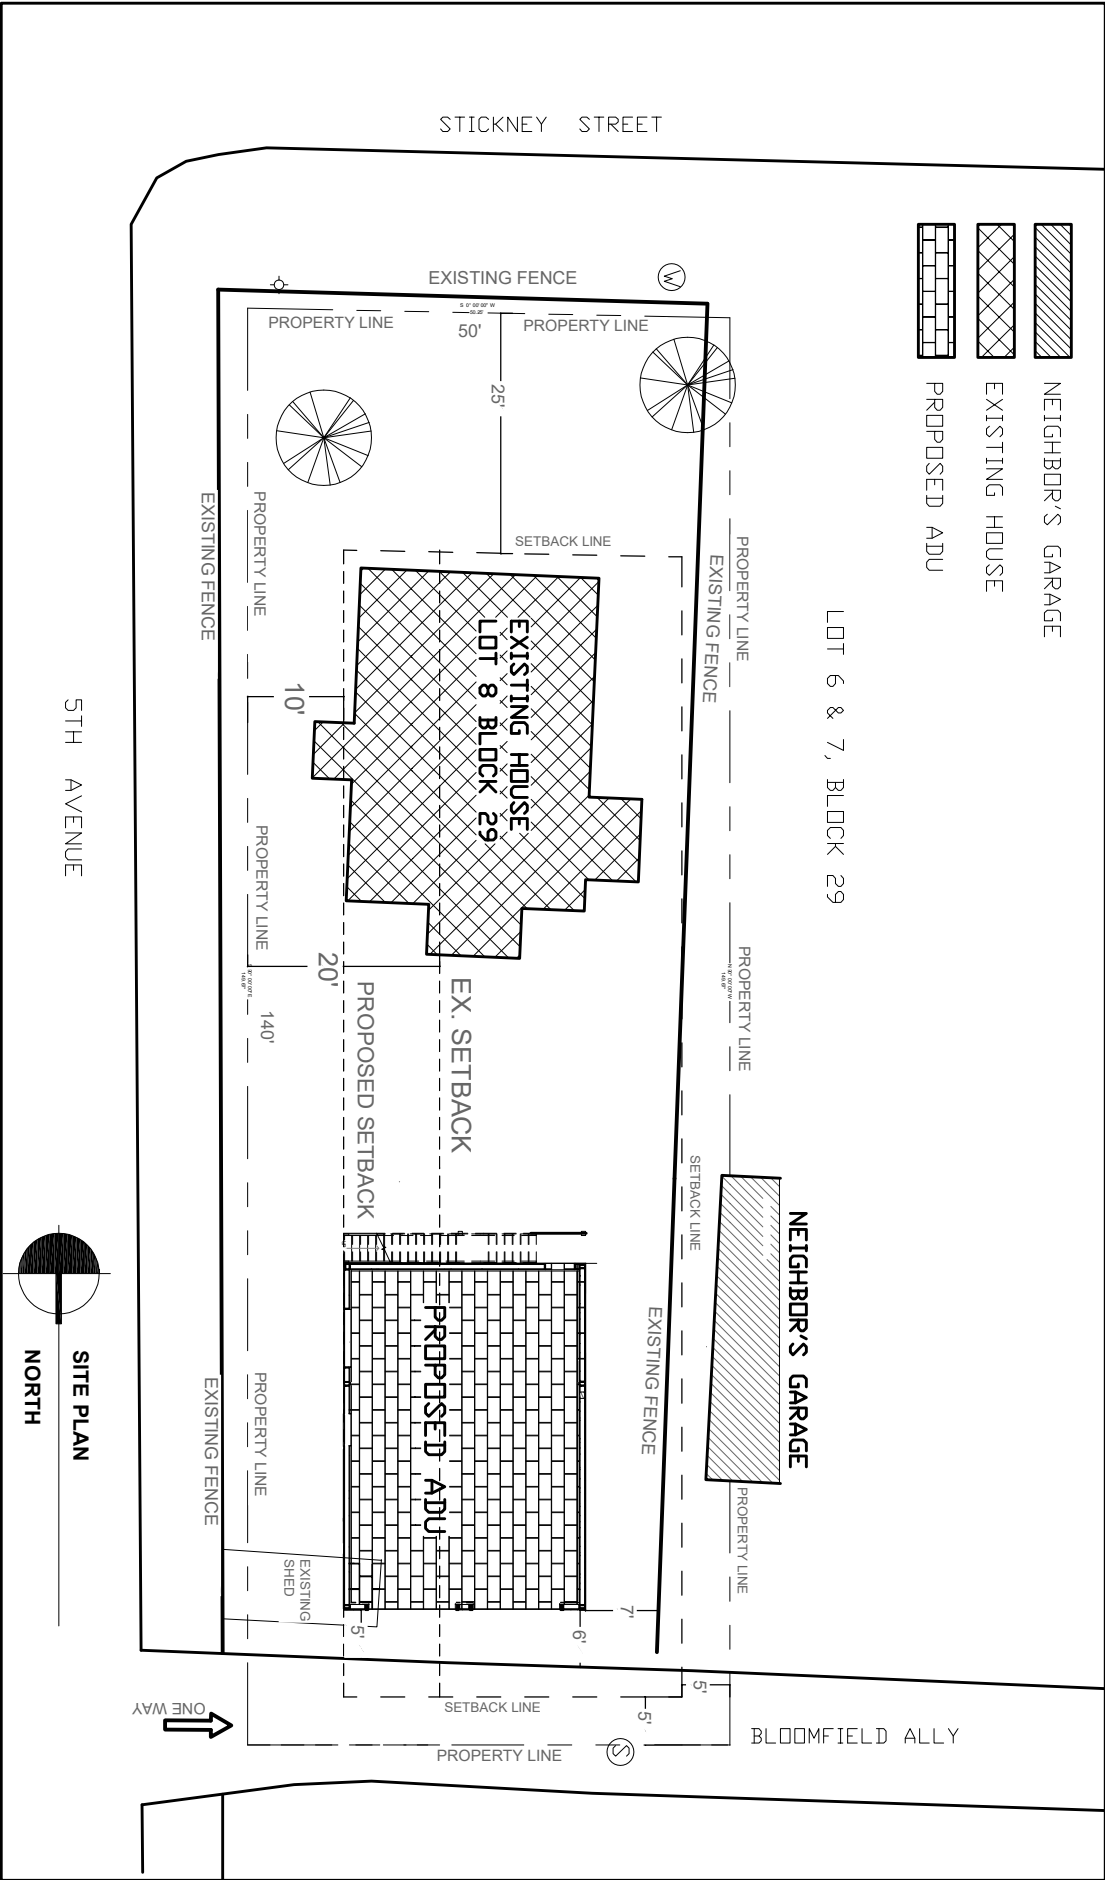 STICKNEY STREET
NEIGHBOR'S GARAGE
EXISTING HOUSE
PROPOSED ADU
LOT 6 & 7, BLOCK 29
EXISTING FENCE
W
S 0° 00' 00" W
PROPERTY LINE
50'
PROPERTY LINE
25'
SETBACK LINE
PROPERTY LINE
EXISTING FENCE
PROPERTY LINE
EXISTING FENCE
EXISTING HOUSE
LOT 8 BLOCK 29
10'
5TH AVENUE
PROPERTY LINE
20'
140'
EX. SETBACK
PROPOSED SETBACK
PROPERTY LINE
SETBACK LINE
NEIGHBOR'S GARAGE
EXISTING FENCE
PROPERTY LINE
PROPOSED ADU
PROPERTY LINE
EXISTING FENCE
EXISTING
SHED
5'
6'
7'
SITE PLAN
NORTH
ONE WAY
SETBACK LINE
5'
5'
PROPERTY LINE
S
BLOOMFIELD ALLY